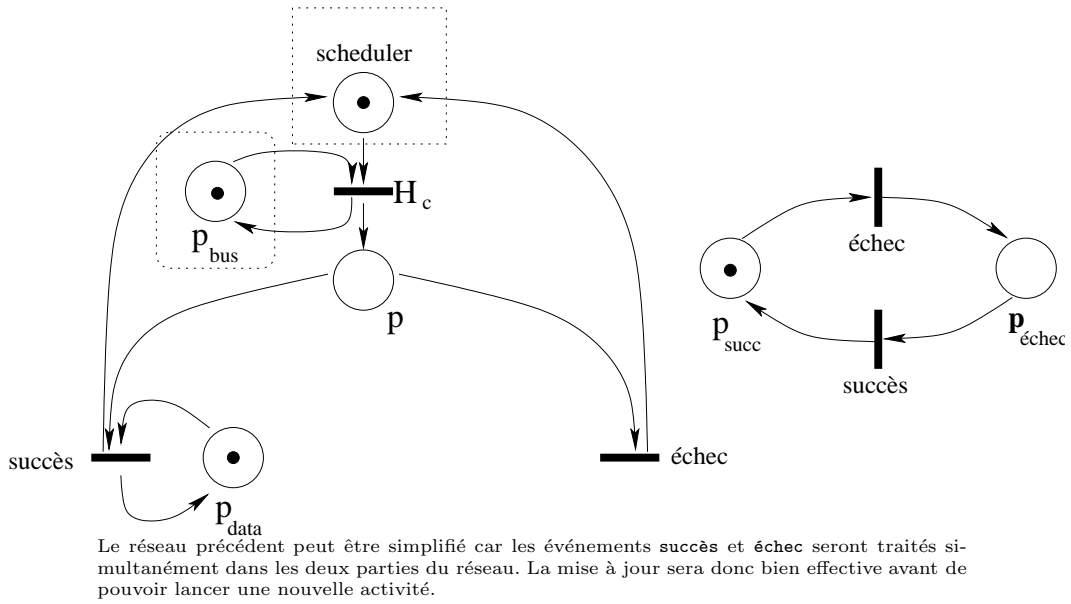 scheduler
H c
p bus
p
échec
p succ
p échec
succès
succès
échec
p data
Le réseau précédent peut être simplifié car les événements succès et échec seront traités si-
multanément dans les deux parties du réseau. La mise à jour sera donc bien effective avant de
pouvoir lancer une nouvelle activité.